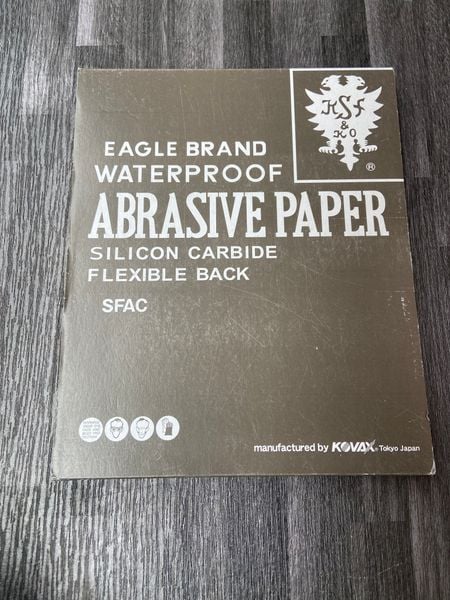 KSf
&
KO
®
EAGLE BRAND
WATERPROOF
ABRASIVE PAPER
SILICON CARBIDE
FLEXIBLE BACK
SFAC
manufactured by KOVAX® Tokyo Japan